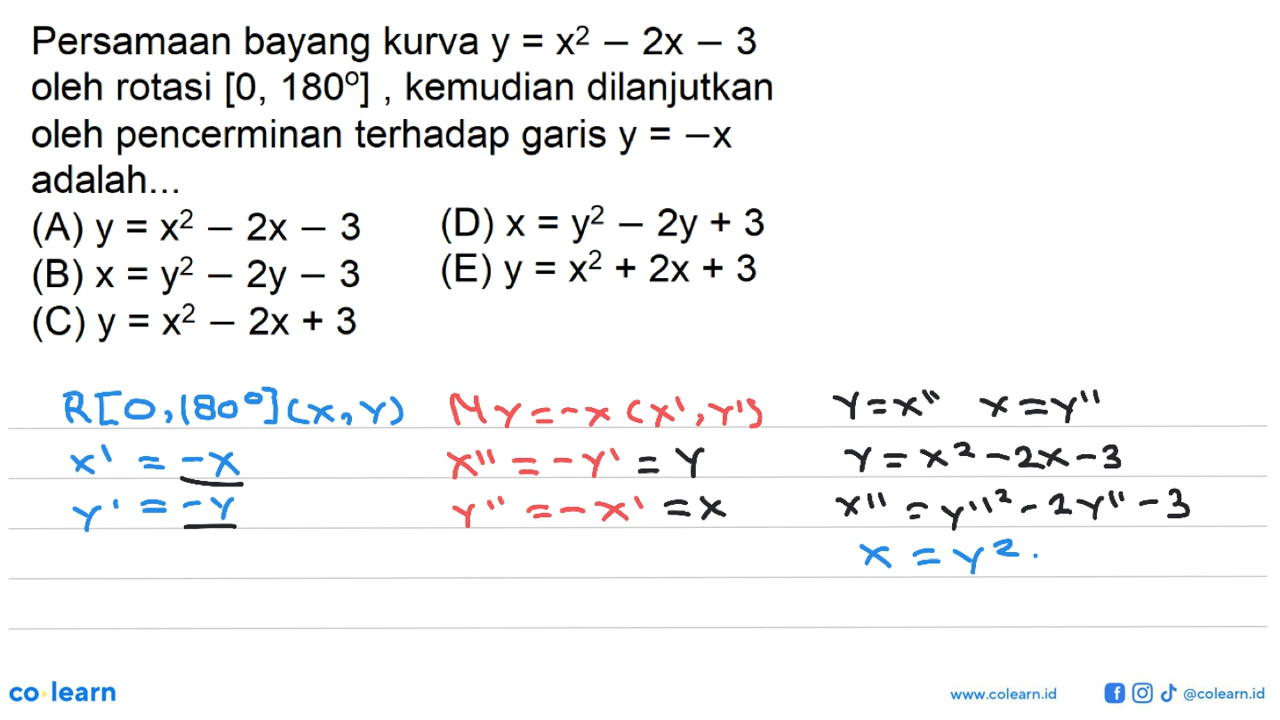 Persamaan bayang kurva y = x² − 2x − 3
oleh rotasi [0, 180°] , kemudian dilanjutkan
oleh pencerminan terhadap garis y = −x
adalah...
(A) y = x² − 2x − 3
(B) x = y² − 2y − 3
(C) y = x² − 2x + 3
(D) x = y² − 2y + 3
(E) y = x² + 2x + 3
R[0,180°](x,y)
x' = -x
y' = -y
My=-x(x',y')
x'' = -y' = y
y'' = -x' = x
y=x'' x=y''
y=x²-2x-3
x''=y''²-2y''-3
x=y².
co·learn
www.colearn.id
@colearn.id